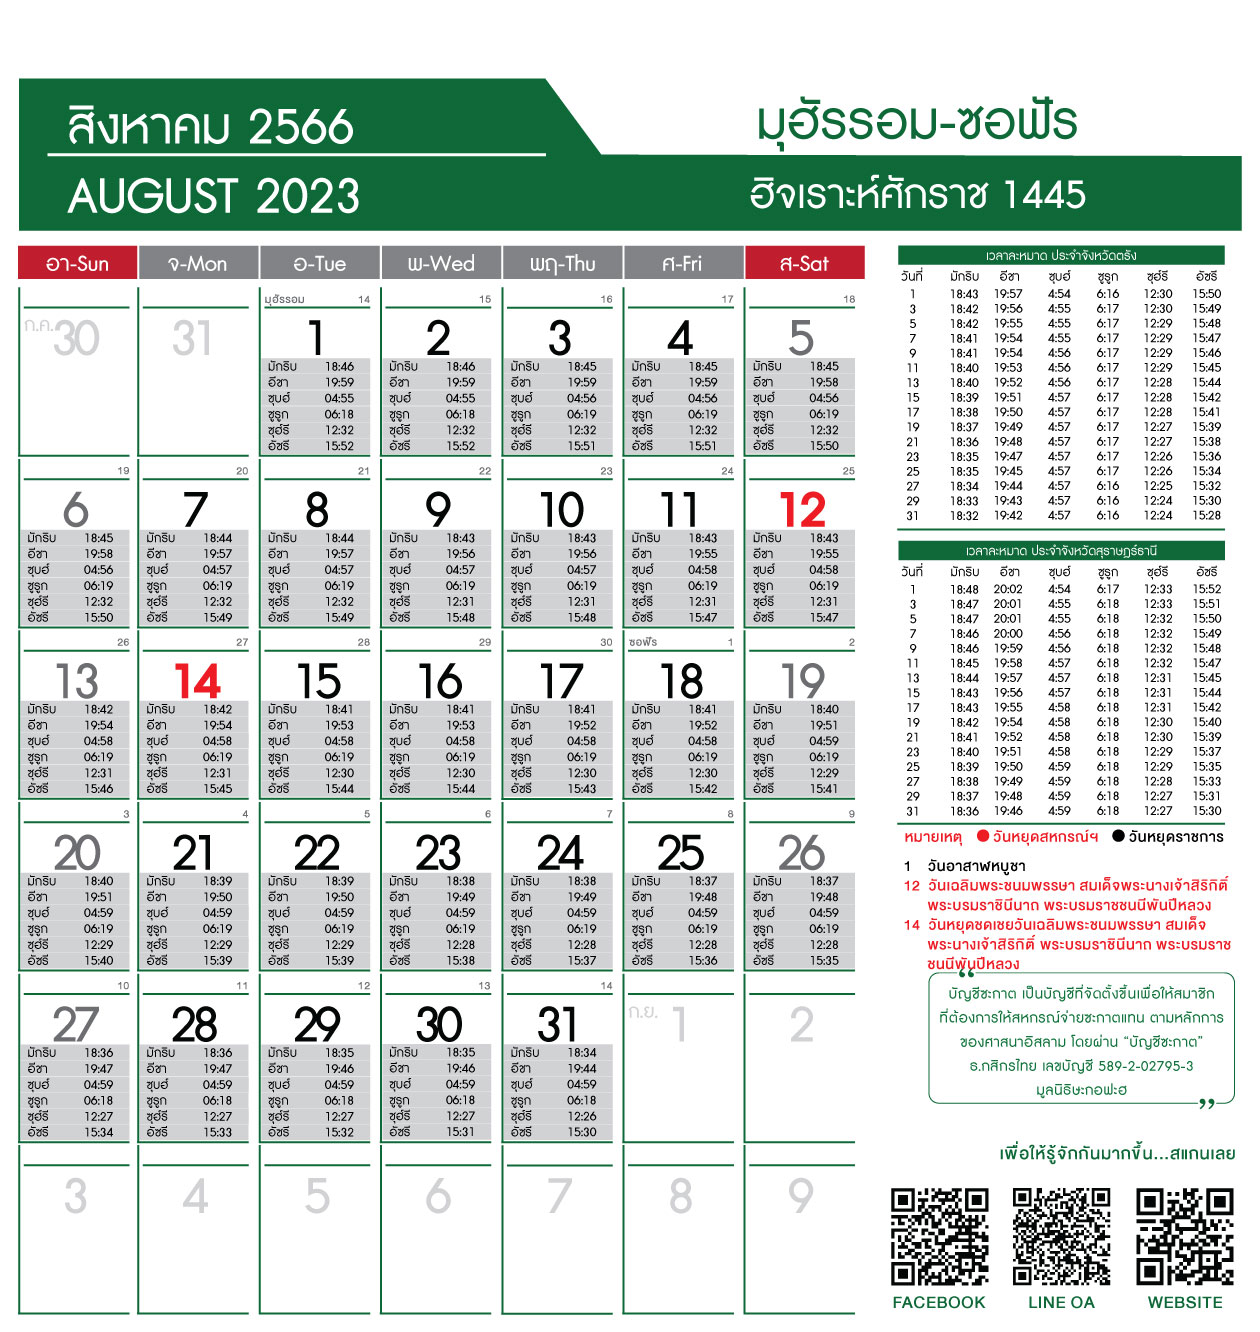 สิงหาคม 2566
AUGUST 2023
มุฮัรรอม-ซอฟัร
ฮิจเราะห์ศักราช 1445
อา-Sun จ-Mon อ-Tue พ-Wed พฤ-Thu ศ-Fri ส-Sat
มุฮัรรอม 14 15 16 17 18
ก.ค. 30 31 1 2 3 4 5
มักริบ 18:46 มักริบ 18:46 มักริบ 18:45 มักริบ 18:45 มักริบ 18:45
อีชา 19:59 อีชา 19:59 อีชา 19:59 อีชา 19:59 อีชา 19:58
ซุบฮ์ 04:55 ซุบฮ์ 04:55 ซุบฮ์ 04:56 ซุบฮ์ 04:56 ซุบฮ์ 04:56
ชูรูก 06:18 ชูรูก 06:18 ชูรูก 06:19 ชูรูก 06:19 ชูรูก 06:19
ซุฮ์รี 12:32 ซุฮ์รี 12:32 ซุฮ์รี 12:32 ซุฮ์รี 12:32 ซุฮ์รี 12:32
อัซรี 15:52 อัซรี 15:52 อัซรี 15:51 อัซรี 15:51 อัซรี 15:50
19 20 21 22 23 24 25
6 7 8 9 10 11 12
มักริบ 18:45 มักริบ 18:44 มักริบ 18:44 มักริบ 18:43 มักริบ 18:43 มักริบ 18:43 มักริบ 18:43
อีชา 19:58 อีชา 19:57 อีชา 19:57 อีชา 19:56 อีชา 19:56 อีชา 19:55 อีชา 19:55
ซุบฮ์ 04:56 ซุบฮ์ 04:57 ซุบฮ์ 04:57 ซุบฮ์ 04:57 ซุบฮ์ 04:57 ซุบฮ์ 04:58 ซุบฮ์ 04:58
ชูรูก 06:19 ชูรูก 06:19 ชูรูก 06:19 ชูรูก 06:19 ชูรูก 06:19 ชูรูก 06:19 ชูรูก 06:19
ซุฮ์รี 12:32 ซุฮ์รี 12:32 ซุฮ์รี 12:32 ซุฮ์รี 12:31 ซุฮ์รี 12:31 ซุฮ์รี 12:31 ซุฮ์รี 12:31
อัซรี 15:50 อัซรี 15:49 อัซรี 15:49 อัซรี 15:48 อัซรี 15:48 อัซรี 15:47 อัซรี 15:47
26 27 28 29 30 ซอฟัร 1 2
13 14 15 16 17 18 19
มักริบ 18:42 มักริบ 18:42 มักริบ 18:41 มักริบ 18:41 มักริบ 18:41 มักริบ 18:41 มักริบ 18:40
อีชา 19:54 อีชา 19:54 อีชา 19:53 อีชา 19:53 อีชา 19:52 อีชา 19:52 อีชา 19:51
ซุบฮ์ 04:58 ซุบฮ์ 04:58 ซุบฮ์ 04:58 ซุบฮ์ 04:58 ซุบฮ์ 04:58 ซุบฮ์ 04:58 ซุบฮ์ 04:59
ชูรูก 06:19 ชูรูก 06:19 ชูรูก 06:19 ชูรูก 06:19 ชูรูก 06:19 ชูรูก 06:19 ชูรูก 06:19
ซุฮ์รี 12:31 ซุฮ์รี 12:31 ซุฮ์รี 12:30 ซุฮ์รี 12:30 ซุฮ์รี 12:30 ซุฮ์รี 12:30 ซุฮ์รี 12:29
อัซรี 15:46 อัซรี 15:45 อัซรี 15:44 อัซรี 15:44 อัซรี 15:43 อัซรี 15:42 อัซรี 15:41
3 4 5 6 7 8 9
20 21 22 23 24 25 26
มักริบ 18:40 มักริบ 18:39 มักริบ 18:39 มักริบ 18:38 มักริบ 18:38 มักริบ 18:37 มักริบ 18:37
อีชา 19:51 อีชา 19:50 อีชา 19:50 อีชา 19:49 อีชา 19:49 อีชา 19:48 อีชา 19:48
ซุบฮ์ 04:59 ซุบฮ์ 04:59 ซุบฮ์ 04:59 ซุบฮ์ 04:59 ซุบฮ์ 04:59 ซุบฮ์ 04:59 ซุบฮ์ 04:59
ชูรูก 06:19 ชูรูก 06:19 ชูรูก 06:19 ชูรูก 06:19 ชูรูก 06:19 ชูรูก 06:19 ชูรูก 06:19
ซุฮ์รี 12:29 ซุฮ์รี 12:29 ซุฮ์รี 12:29 ซุฮ์รี 12:28 ซุฮ์รี 12:28 ซุฮ์รี 12:28 ซุฮ์รี 12:28
อัซรี 15:40 อัซรี 15:39 อัซรี 15:39 อัซรี 15:38 อัซรี 15:37 อัซรี 15:36 อัซรี 15:35
10 11 12 13 14
27 28 29 30 31 ก.ย. 1 2
มักริบ 18:36 มักริบ 18:36 มักริบ 18:35 มักริบ 18:35 มักริบ 18:34
อีชา 19:47 อีชา 19:47 อีชา 19:46 อีชา 19:46 อีชา 19:44
ซุบฮ์ 04:59 ซุบฮ์ 04:59 ซุบฮ์ 04:59 ซุบฮ์ 04:59 ซุบฮ์ 04:59
ชูรูก 06:18 ชูรูก 06:18 ชูรูก 06:18 ชูรูก 06:18 ชูรูก 06:18
ซุฮ์รี 12:27 ซุฮ์รี 12:27 ซุฮ์รี 12:27 ซุฮ์รี 12:27 ซุฮ์รี 12:26
อัซรี 15:34 อัซรี 15:33 อัซรี 15:32 อัซรี 15:31 อัซรี 15:30
3 4 5 6 7 8 9
เวลาละหมาด ประจำจังหวัดตรัง
วันที่ มักริบ อีชา ซุบฮ์ ชูรูก ซุฮ์รี อัซรี
1 18:43 19:57 4:54 6:16 12:30 15:50
3 18:42 19:56 4:55 6:17 12:30 15:49
5 18:42 19:55 4:55 6:17 12:29 15:48
7 18:41 19:54 4:55 6:17 12:29 15:47
9 18:41 19:54 4:56 6:17 12:29 15:46
11 18:40 19:53 4:56 6:17 12:29 15:45
13 18:40 19:52 4:56 6:17 12:28 15:44
15 18:39 19:51 4:57 6:17 12:28 15:42
17 18:38 19:50 4:57 6:17 12:28 15:41
19 18:37 19:49 4:57 6:17 12:27 15:39
21 18:36 19:48 4:57 6:17 12:27 15:38
23 18:35 19:47 4:57 6:17 12:26 15:36
25 18:35 19:45 4:57 6:17 12:26 15:34
27 18:34 19:44 4:57 6:16 12:25 15:32
29 18:33 19:43 4:57 6:16 12:24 15:30
31 18:32 19:42 4:57 6:16 12:24 15:28
เวลาละหมาด ประจำจังหวัดสุราษฎร์ธานี
วันที่ มักริบ อีชา ซุบฮ์ ชูรูก ซุฮ์รี อัซรี
1 18:48 20:02 4:54 6:17 12:33 15:52
3 18:47 20:01 4:55 6:18 12:33 15:51
5 18:47 20:01 4:55 6:18 12:32 15:50
7 18:46 20:00 4:56 6:18 12:32 15:49
9 18:46 19:59 4:56 6:18 12:32 15:48
11 18:45 19:58 4:57 6:18 12:32 15:47
13 18:44 19:57 4:57 6:18 12:31 15:45
15 18:43 19:56 4:57 6:18 12:31 15:44
17 18:43 19:55 4:58 6:18 12:31 15:42
19 18:42 19:54 4:58 6:18 12:30 15:40
21 18:41 19:52 4:58 6:18 12:30 15:39
23 18:40 19:51 4:58 6:18 12:29 15:37
25 18:39 19:50 4:59 6:18 12:29 15:35
27 18:38 19:49 4:59 6:18 12:28 15:33
29 18:37 19:48 4:59 6:18 12:27 15:31
31 18:36 19:46 4:59 6:18 12:27 15:30
หมายเหตุ วันหยุดสหกรณ์ฯ วันหยุดราชการ
1 วันอาสาฬหบูชา
12 วันเฉลิมพระชนมพรรษา สมเด็จพระนางเจ้าสิริกิติ์
พระบรมราชินีนาถ พระบรมราชชนนีพันปีหลวง
14 วันหยุดชดเชยวันเฉลิมพระชนมพรรษา สมเด็จ
พระนางเจ้าสิริกิติ์ พระบรมราชินีนาถ พระบรมราช
ชนนีพันปีหลวง
“
บัญชีซะกาต เป็นบัญชีที่จัดตั้งขึ้นเพื่อให้สมาชิก
ที่ต้องการให้สหกรณ์จ่ายซะกาตแทน ตามหลักการ
ของศาสนาอิสลาม โดยผ่าน “บัญชีซะกาต”
ธ.กสิกรไทย เลขบัญชี 589-2-02795-3
มูลนิธิษะกอฟะฮ
”
เพื่อให้รู้จักกันมากขึ้น...สแกนเลย
FACEBOOK LINE OA WEBSITE